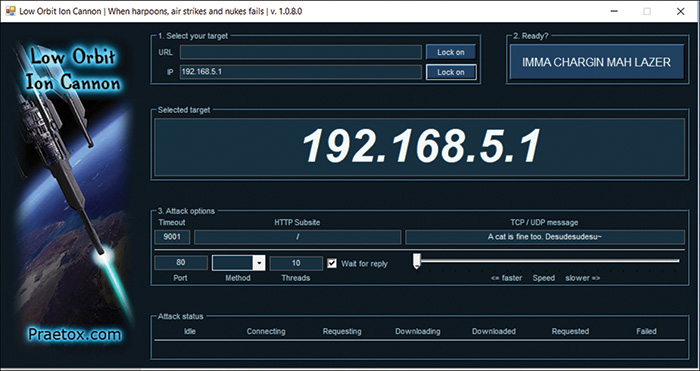 Low Orbit Ion Cannon | When harpoons, air strikes and nukes fails | v. 1.0.8.0
Low Orbit
Ion Cannon
Praetox.com
1. Select your target
URL
Lock on
IP
192.168.5.1
Lock on
2. Ready?
IMMA CHARGIN MAH LAZER
Selected target
192.168.5.1
3. Attack options
Timeout
HTTP Subsite
TCP / UDP message
9001
/
A cat is fine too. Desudesudesu~
80
10
Wait for reply
Port
Method
Threads
<= faster
Speed
slower =>
Attack status
Idle
Connecting
Requesting
Downloading
Downloaded
Requested
Failed